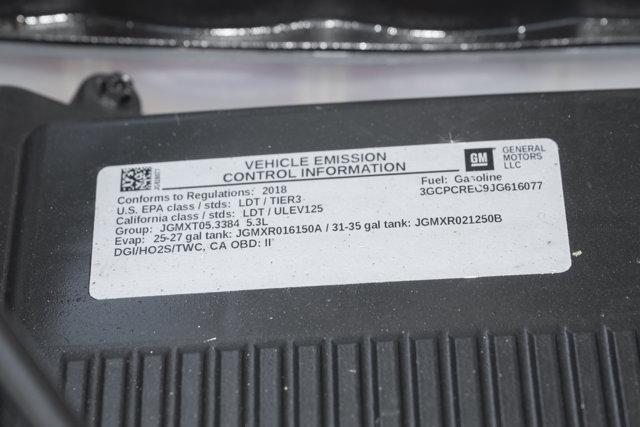 VEHICLE EMISSION
CONTROL INFORMATION
GM
GENERAL
MOTORS
LLC
Conforms to Regulations: 2018
Fuel: Gasoline
U.S. EPA class / stds: LDT / TIER3
3GCPCREC9JG616077
California class / stds: LDT / ULEV125
Group: JGMXT05.3384 5.3L
Evap: 25-27 gal tank: JGMXR016150A / 31-35 gal tank: JGMXR021250B
DGI/HO2S/TWC, CA OBD: II